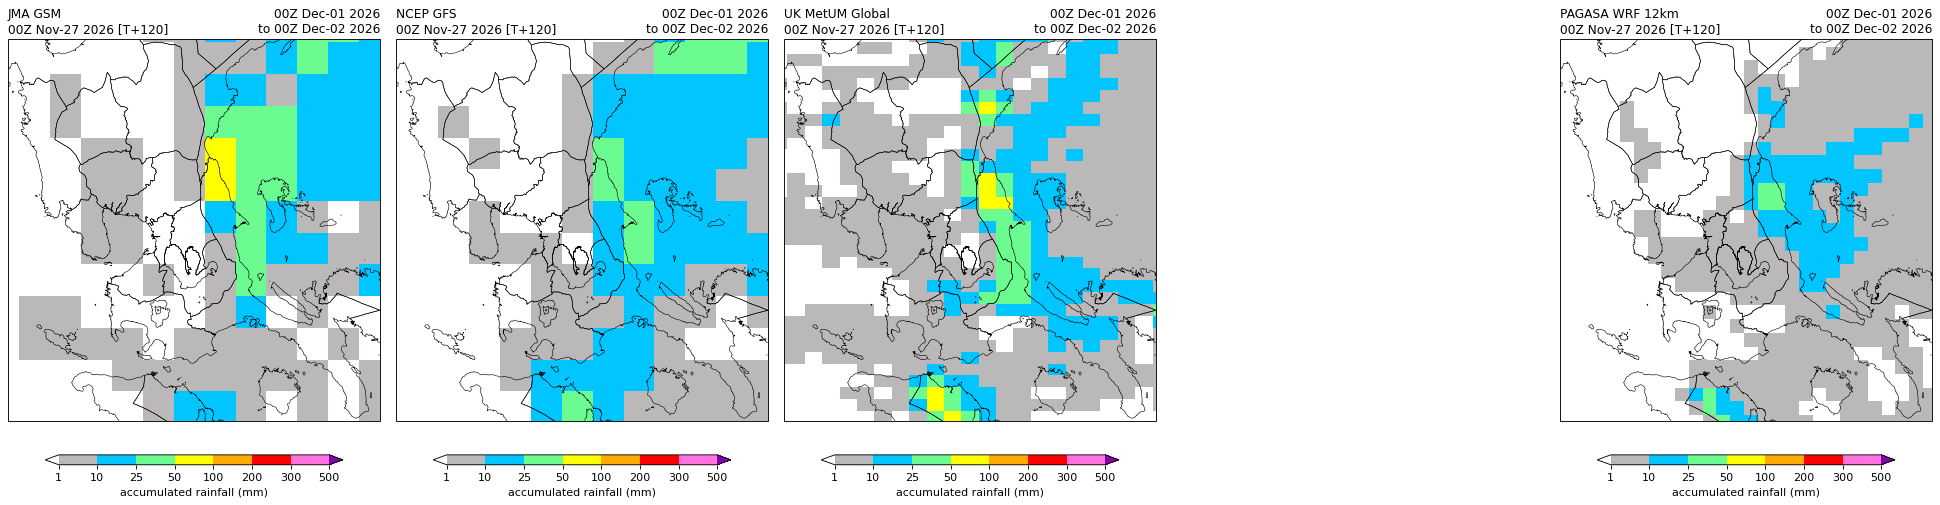 JMA GSM
00Z Nov-27 2026 [T+120]
00Z Dec-01 2026
to 00Z Dec-02 2026
NCEP GFS
00Z Nov-27 2026 [T+120]
00Z Dec-01 2026
to 00Z Dec-02 2026
UK MetUM Global
00Z Nov-27 2026 [T+120]
00Z Dec-01 2026
to 00Z Dec-02 2026
PAGASA WRF 12km
00Z Nov-27 2026 [T+120]
00Z Dec-01 2026
to 00Z Dec-02 2026
1 10 25 50 100 200 300 500
accumulated rainfall (mm)
1 10 25 50 100 200 300 500
accumulated rainfall (mm)
1 10 25 50 100 200 300 500
accumulated rainfall (mm)
1 10 25 50 100 200 300 500
accumulated rainfall (mm)